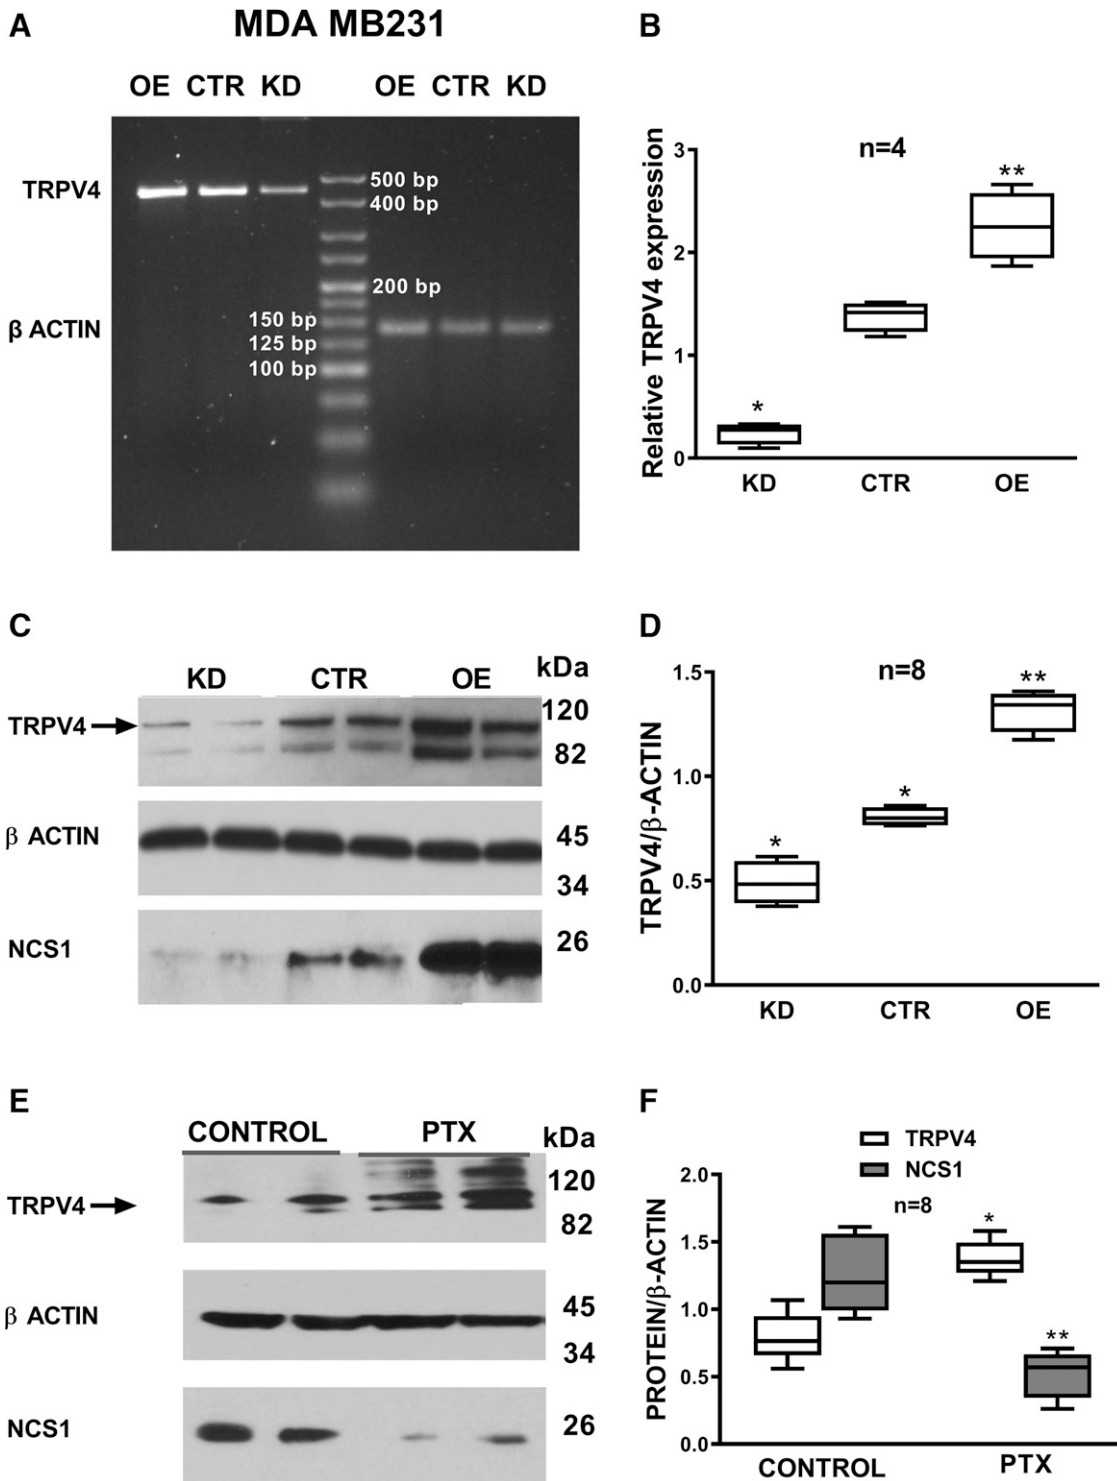 A
MDA MB231
OE CTR KD
OE CTR KD
TRPV4
500 bp
400 bp
200 bp
150 bp
125 bp
100 bp
β ACTIN
B
n=4
Relative TRPV4 expression
3
2
1
0
*
**
KD CTR OE
C
KD CTR OE
kDa
TRPV4
120
82
β ACTIN
45
34
NCS1
26
D
n=8
TRPV4/β-ACTIN
1.5
1.0
0.5
0.0
*
*
**
KD CTR OE
E
CONTROL PTX
kDa
TRPV4
120
82
β ACTIN
45
34
NCS1
26
F
TRPV4
NCS1
n=8
PROTEIN/β-ACTIN
2.0
1.5
1.0
0.5
0.0
*
**
CONTROL PTX